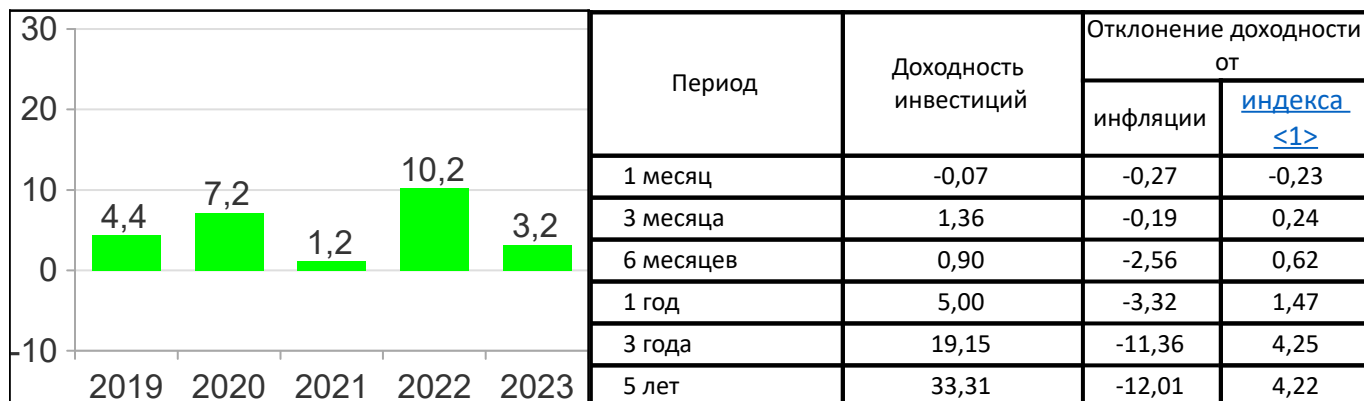 30
20
10
0
-10
4,4
7,2
1,2
10,2
3,2
2019 2020 2021 2022 2023
Период
Доходность
инвестиций
Отклонение доходности
от
инфляции
индекса
<1>
1 месяц -0,07 -0,27 -0,23
3 месяца 1,36 -0,19 0,24
6 месяцев 0,90 -2,56 0,62
1 год 5,00 -3,32 1,47
3 года 19,15 -11,36 4,25
5 лет 33,31 -12,01 4,22